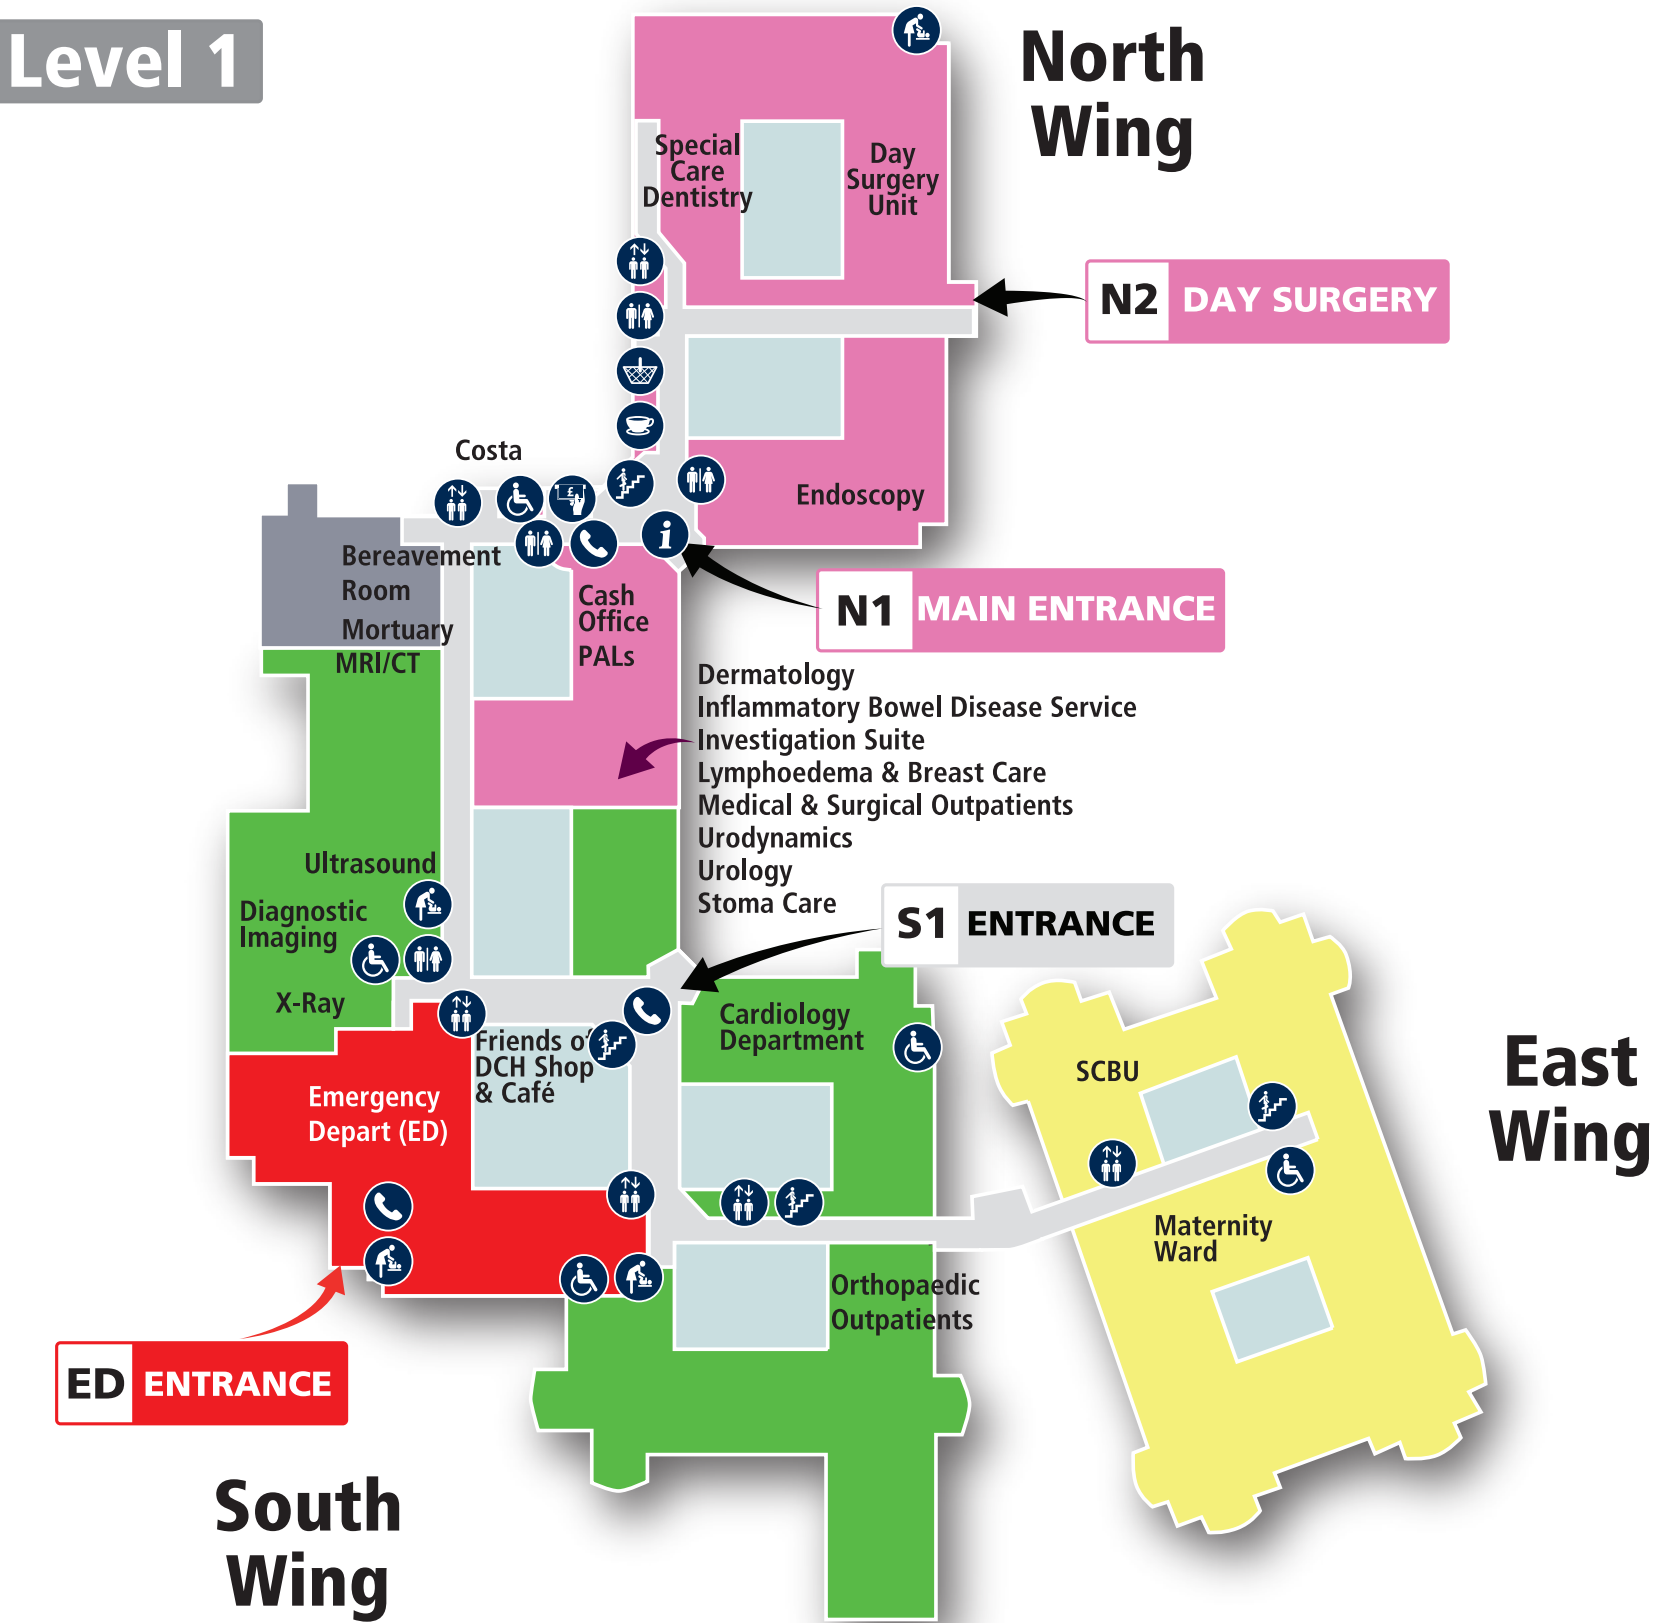 Level 1
North
Wing
Special
Care
Dentistry
Day
Surgery
Unit
N2 DAY SURGERY
Costa
Endoscopy
£
i
Bereavement
Room
Mortuary
MRI/CT
Cash
Office
PALs
N1 MAIN ENTRANCE
Dermatology
Inflammatory Bowel Disease Service
Investigation Suite
Lymphoedema & Breast Care
Medical & Surgical Outpatients
Urodynamics
Urology
Stoma Care
Ultrasound
Diagnostic
Imaging
X-Ray
S1 ENTRANCE
Cardiology
Department
Friends of
DCH Shop
& Café
Emergency
Depart (ED)
SCBU
East
Wing
Maternity
Ward
Orthopaedic
Outpatients
ED ENTRANCE
South
Wing